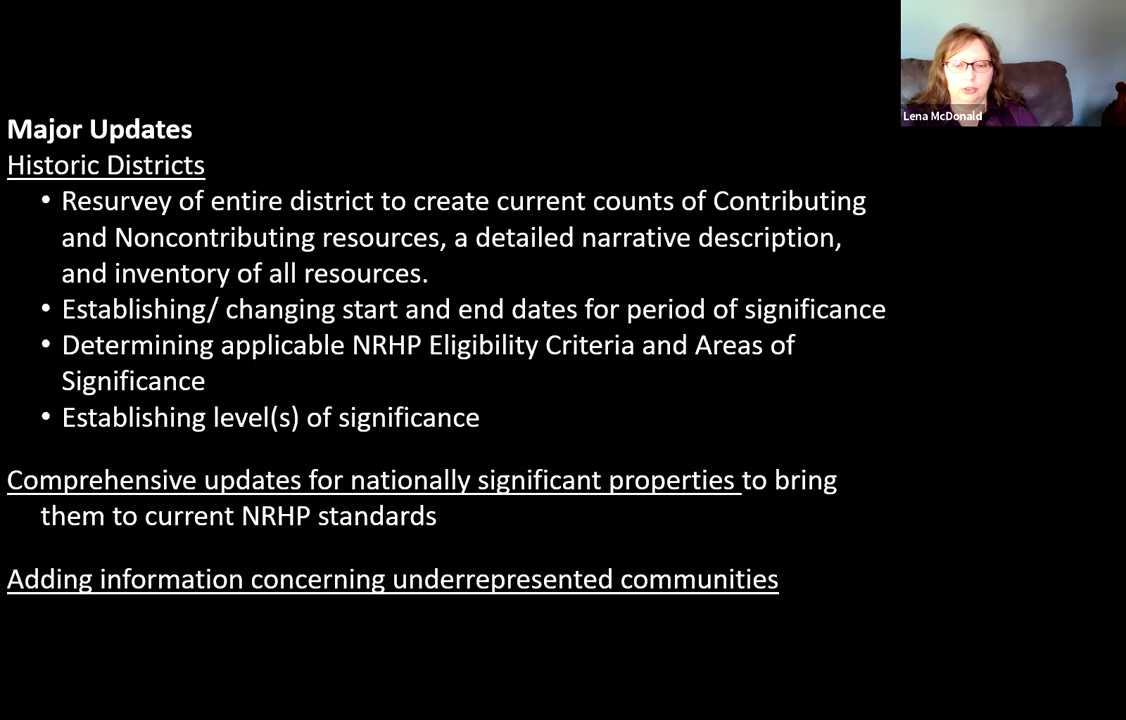 Lena McDonald
Major Updates
Historic Districts
• Resurvey of entire district to create current counts of Contributing
and Noncontributing resources, a detailed narrative description,
and inventory of all resources.
• Establishing/ changing start and end dates for period of significance
• Determining applicable NRHP Eligibility Criteria and Areas of
Significance
• Establishing level(s) of significance
Comprehensive updates for nationally significant properties to bring
them to current NRHP standards
Adding information concerning underrepresented communities